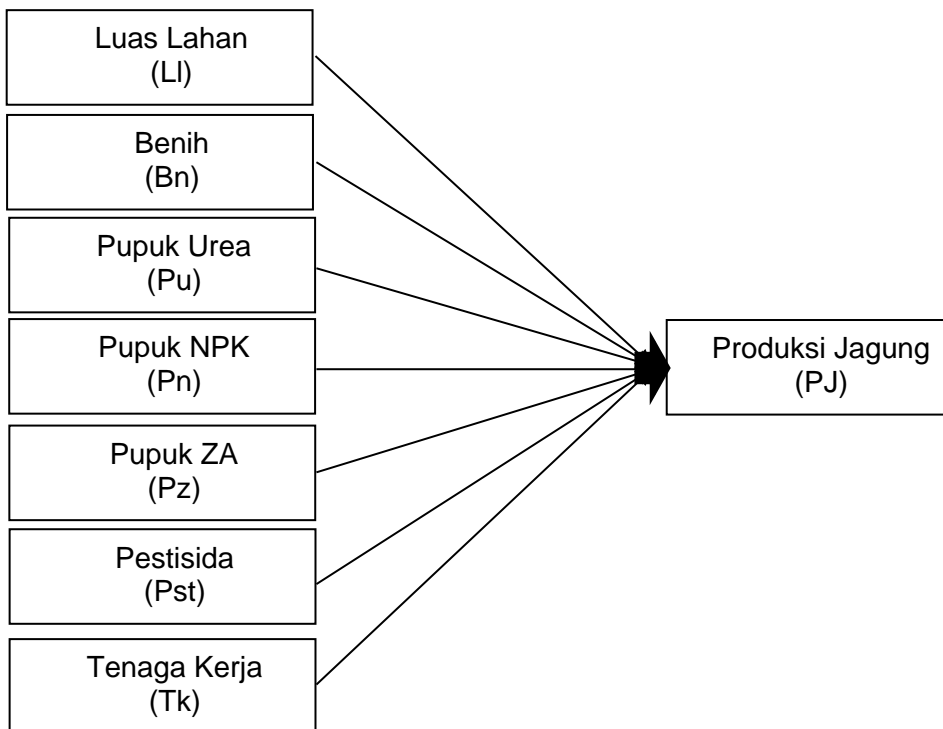 Luas Lahan
(Ll)
Benih
(Bn)
Pupuk Urea
(Pu)
Pupuk NPK
(Pn)
Pupuk ZA
(Pz)
Pestisida
(Pst)
Tenaga Kerja
(Tk)
Produksi Jagung
(PJ)